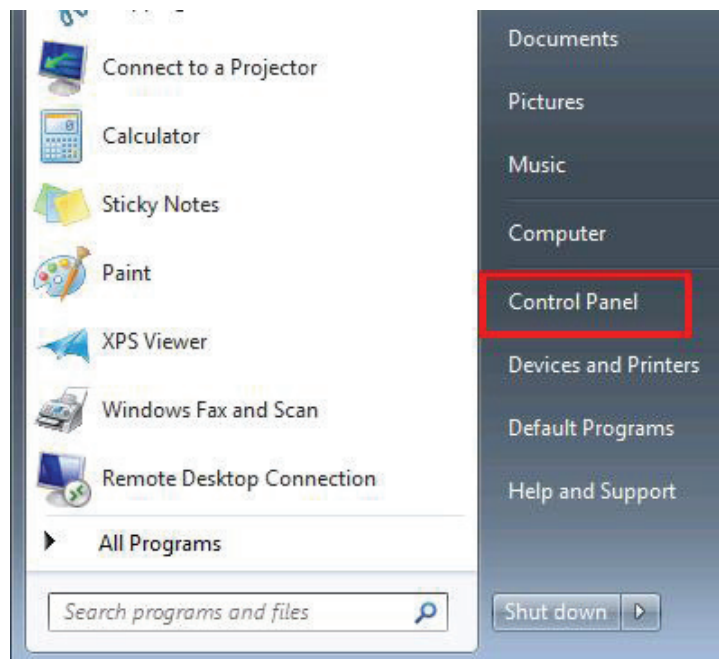 Connect to a Projector
Calculator
Sticky Notes
Paint
XPS Viewer
Windows Fax and Scan
Remote Desktop Connection
All Programs
Search programs and files
Documents
Pictures
Music
Computer
Control Panel
Devices and Printers
Default Programs
Help and Support
Shut down